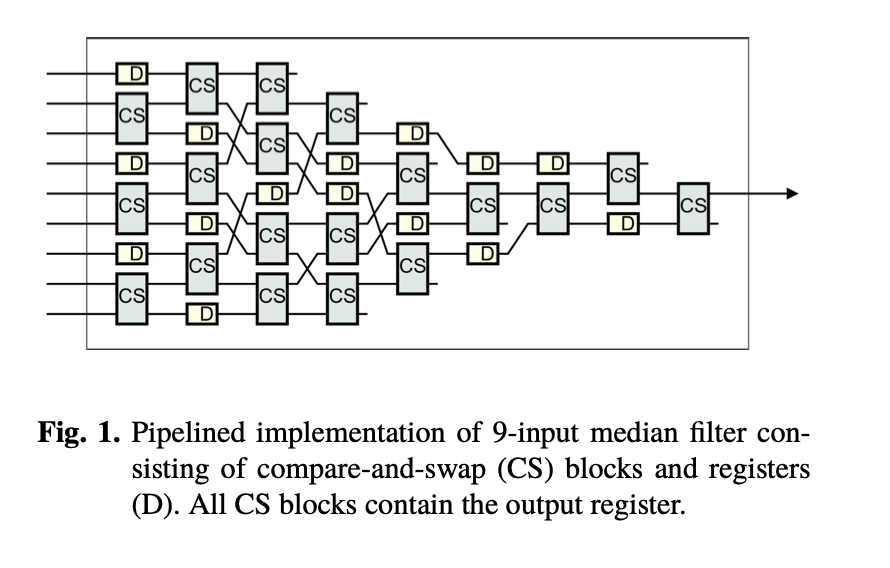 D
CS CS
CS CS
D D
CS
D D D D
CS CS CS
D D
CS CS CS CS
D D D
CS CS
D D
CS CS
CS CS CS
D
Fig. 1. Pipelined implementation of 9-input median filter con-
sisting of compare-and-swap (CS) blocks and registers
(D). All CS blocks contain the output register.